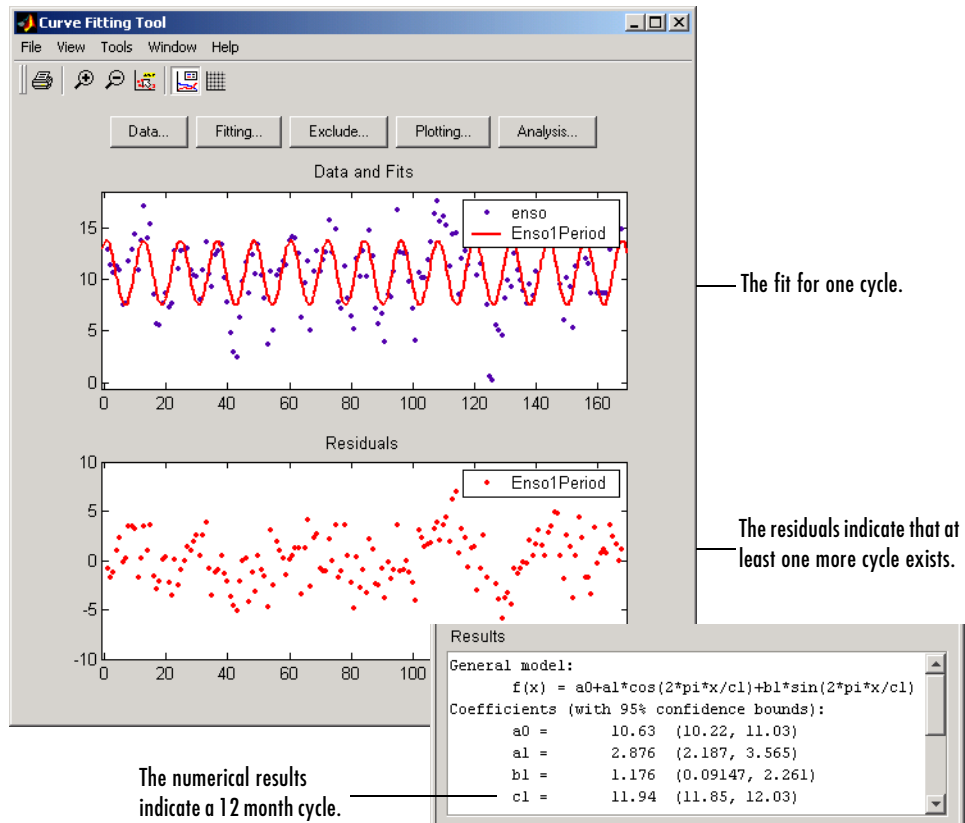 Curve Fitting Tool
File View Tools Window Help
Data... Fitting... Exclude... Plotting... Analysis...
Data and Fits
enso
Enso1Period
15
10
5
0
0 20 40 60 80 100 120 140 160
The fit for one cycle.
Residuals
Enso1Period
10
5
0
-5
-10
0 20 40 60 80 100
The residuals indicate that at
least one more cycle exists.
Results
General model:
f(x) = a0+a1*cos(2*pi*x/c1)+b1*sin(2*pi*x/c1)
Coefficients (with 95% confidence bounds):
a0 = 10.63 (10.22, 11.03)
a1 = 2.876 (2.187, 3.565)
b1 = 1.176 (0.09147, 2.261)
c1 = 11.94 (11.85, 12.03)
The numerical results
indicate a 12 month cycle.